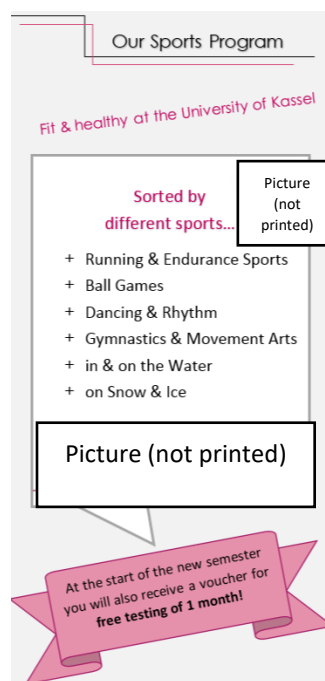 Our Sports Program
Fit & healthy at the University of Kassel
Picture
(not
printed)
Sorted by
different sports...
+ Running & Endurance Sports
+ Ball Games
+ Dancing & Rhythm
+ Gymnastics & Movement Arts
+ in & on the Water
+ on Snow & Ice
Picture (not printed)
At the start of the new semester
you will also receive a voucher for
free testing of 1 month!